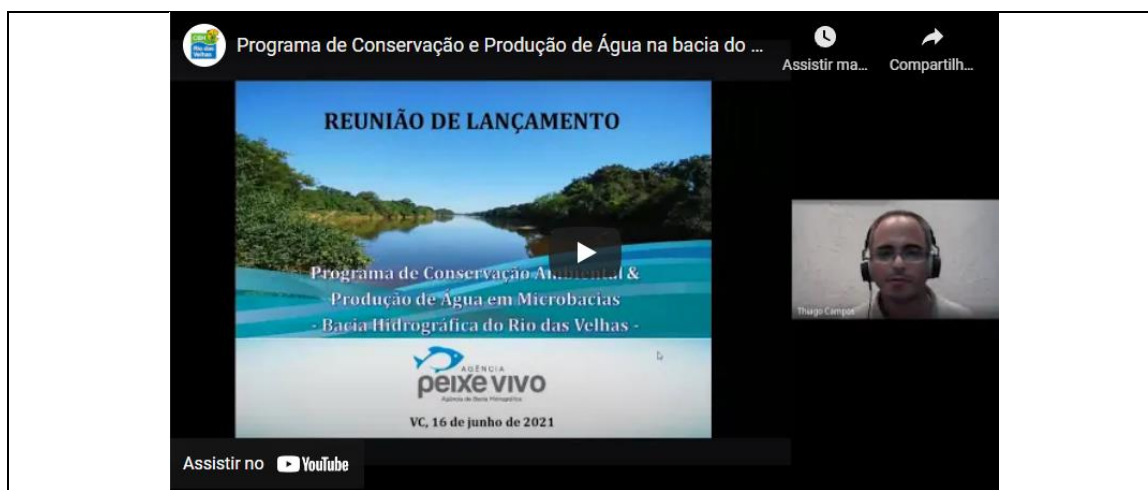 CBH
Rio das
Velhas
Programa de Conservação e Produção de Água na bacia do ...
Assistir ma...
Compartilh...
REUNIÃO DE LANÇAMENTO
Programa de Conservação Ambiental &
Produção de Água em Microbacias
- Bacia Hidrográfica do Rio das Velhas -
AGÊNCIA
peixe vivo
Agência de Bacia Hidrográfica
VC, 16 de junho de 2021
Thiago Campos
Assistir no YouTube